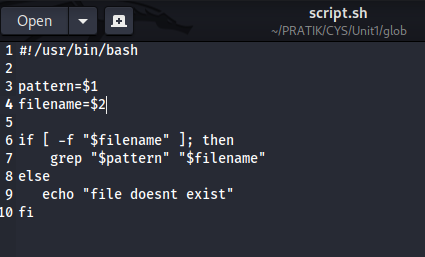 Open
script.sh
~/PRATIK/CYS/Unit1/glob
1 #!/usr/bin/bash
2
3 pattern=$1
4 filename=$2
5
6 if [ -f "$filename" ]; then
7     grep "$pattern" "$filename"
8 else
9    echo "file doesnt exist"
10 fi